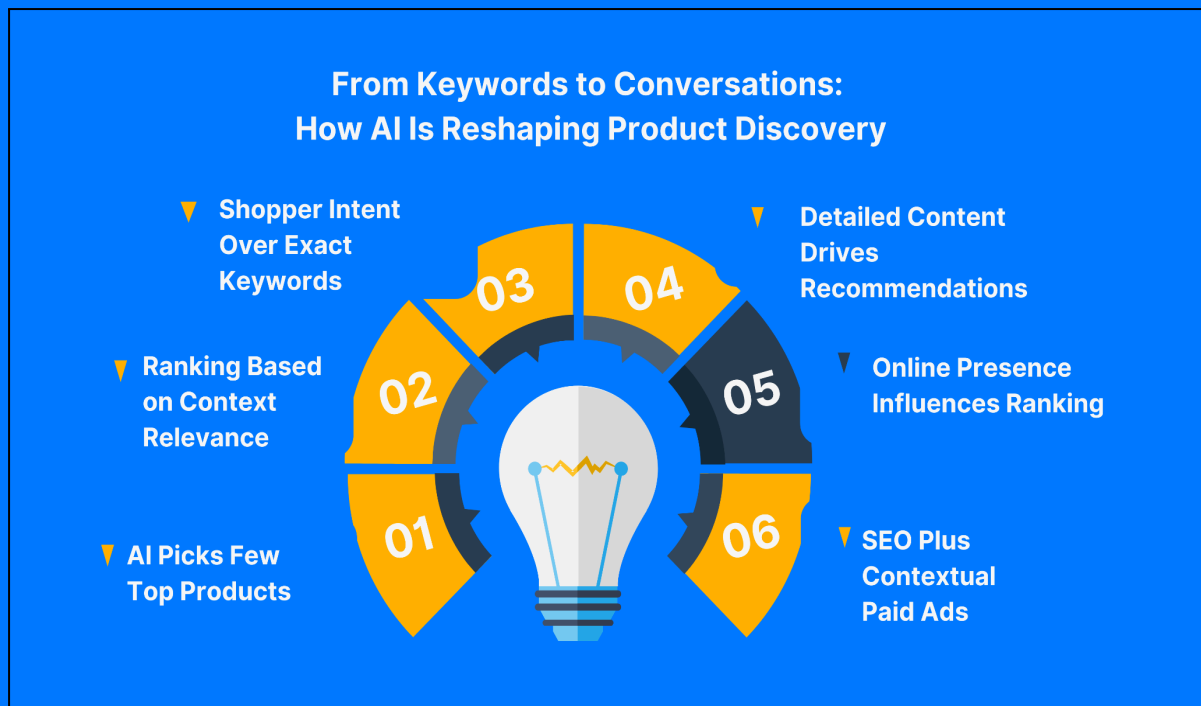 From Keywords to Conversations:
How AI Is Reshaping Product Discovery
01
AI Picks Few
Top Products
02
Ranking Based
on Context
Relevance
03
Shopper Intent
Over Exact
Keywords
04
Detailed Content
Drives
Recommendations
05
Online Presence
Influences Ranking
06
SEO Plus
Contextual
Paid Ads